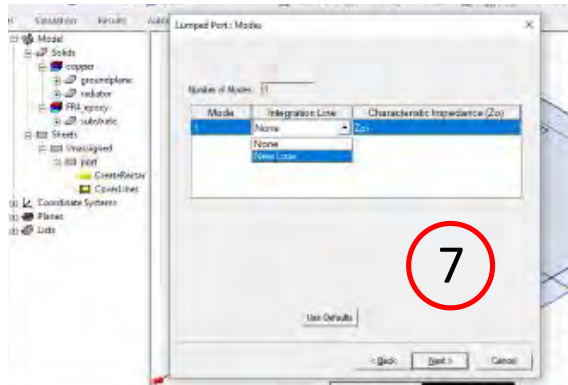 Simulation Results Autom
Lumped Port : Modes
Model
Solids
copper
groundplane
radiator
FR4_epoxy
substrate
Sheets
Unassigned
port
CreateRectan
CoverLines
Coordinate Systems
Planes
Lists
Number of Modes: 1
Mode Integration Line Characteristic Impedance (Zo)
1 None Zpi
None
New Line...
7
Use Defaults
< Back Next > Cancel